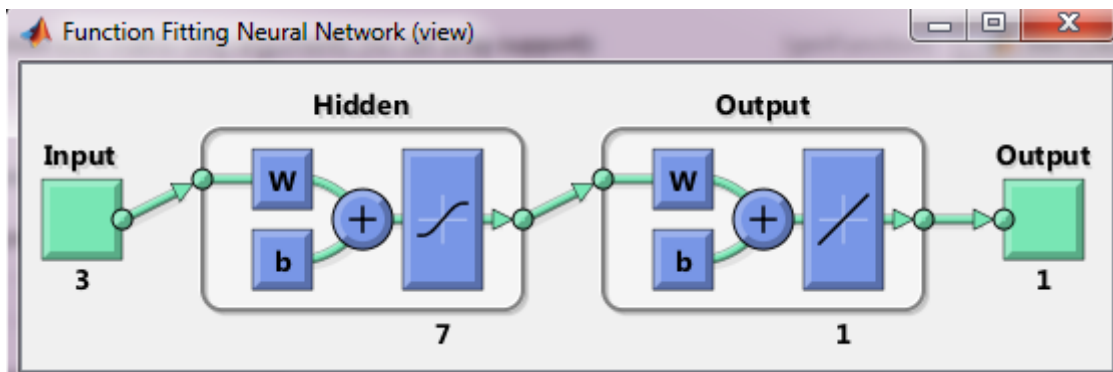 Function Fitting Neural Network (view)
Hidden
Output
Input
Output
W
W
b
b
3
1
7
1